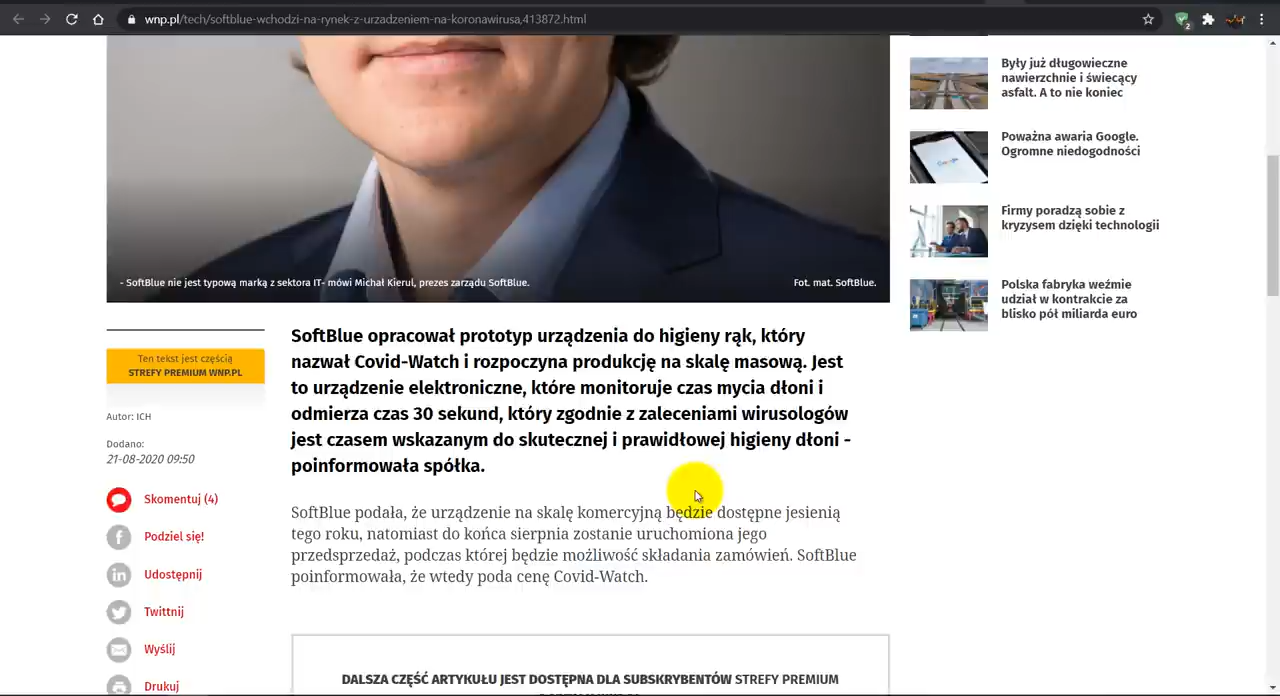 wnp.pl/tech/softblue-wchodzi-na-rynek-z-urzadzeniem-na-koronawirusa,413872.html
2
- SoftBlue nie jest typową marką z sektora IT- mówi Michał Kierul, prezes zarządu SoftBlue.
Fot. mat. SoftBlue.
Ten tekst jest częścią
STREFY PREMIUM WNP.PL
Autor: ICH
Dodano:
21-08-2020 09:50
Skomentuj (4)
Podziel się!
Udostępnij
Twittnij
Wyślij
Drukuj
SoftBlue opracował prototyp urządzenia do higieny rąk, który
nazwał Covid-Watch i rozpoczyna produkcję na skalę masową. Jest
to urządzenie elektroniczne, które monitoruje czas mycia dłoni i
odmierza czas 30 sekund, który zgodnie z zaleceniami wirusologów
jest czasem wskazanym do skutecznej i prawidłowej higieny dłoni -
poinformowała spółka.
SoftBlue podała, że urządzenie na skalę komercyjną będzie dostępne jesienią
tego roku, natomiast do końca sierpnia zostanie uruchomiona jego
przedsprzedaż, podczas której będzie możliwość składania zamówień. SoftBlue
poinformowała, że wtedy poda cenę Covid-Watch.
DALSZA CZĘŚĆ ARTYKUŁU JEST DOSTĘPNA DLA SUBSKRYBENTÓW STREFY PREMIUM
Były już długowieczne
nawierzchnie i świecący
asfalt. A to nie koniec
Google
Poważna awaria Google.
Ogromne niedogodności
Firmy poradzą sobie z
kryzysem dzięki technologii
Polska fabryka weźmie
udział w kontrakcie za
blisko pół miliarda euro